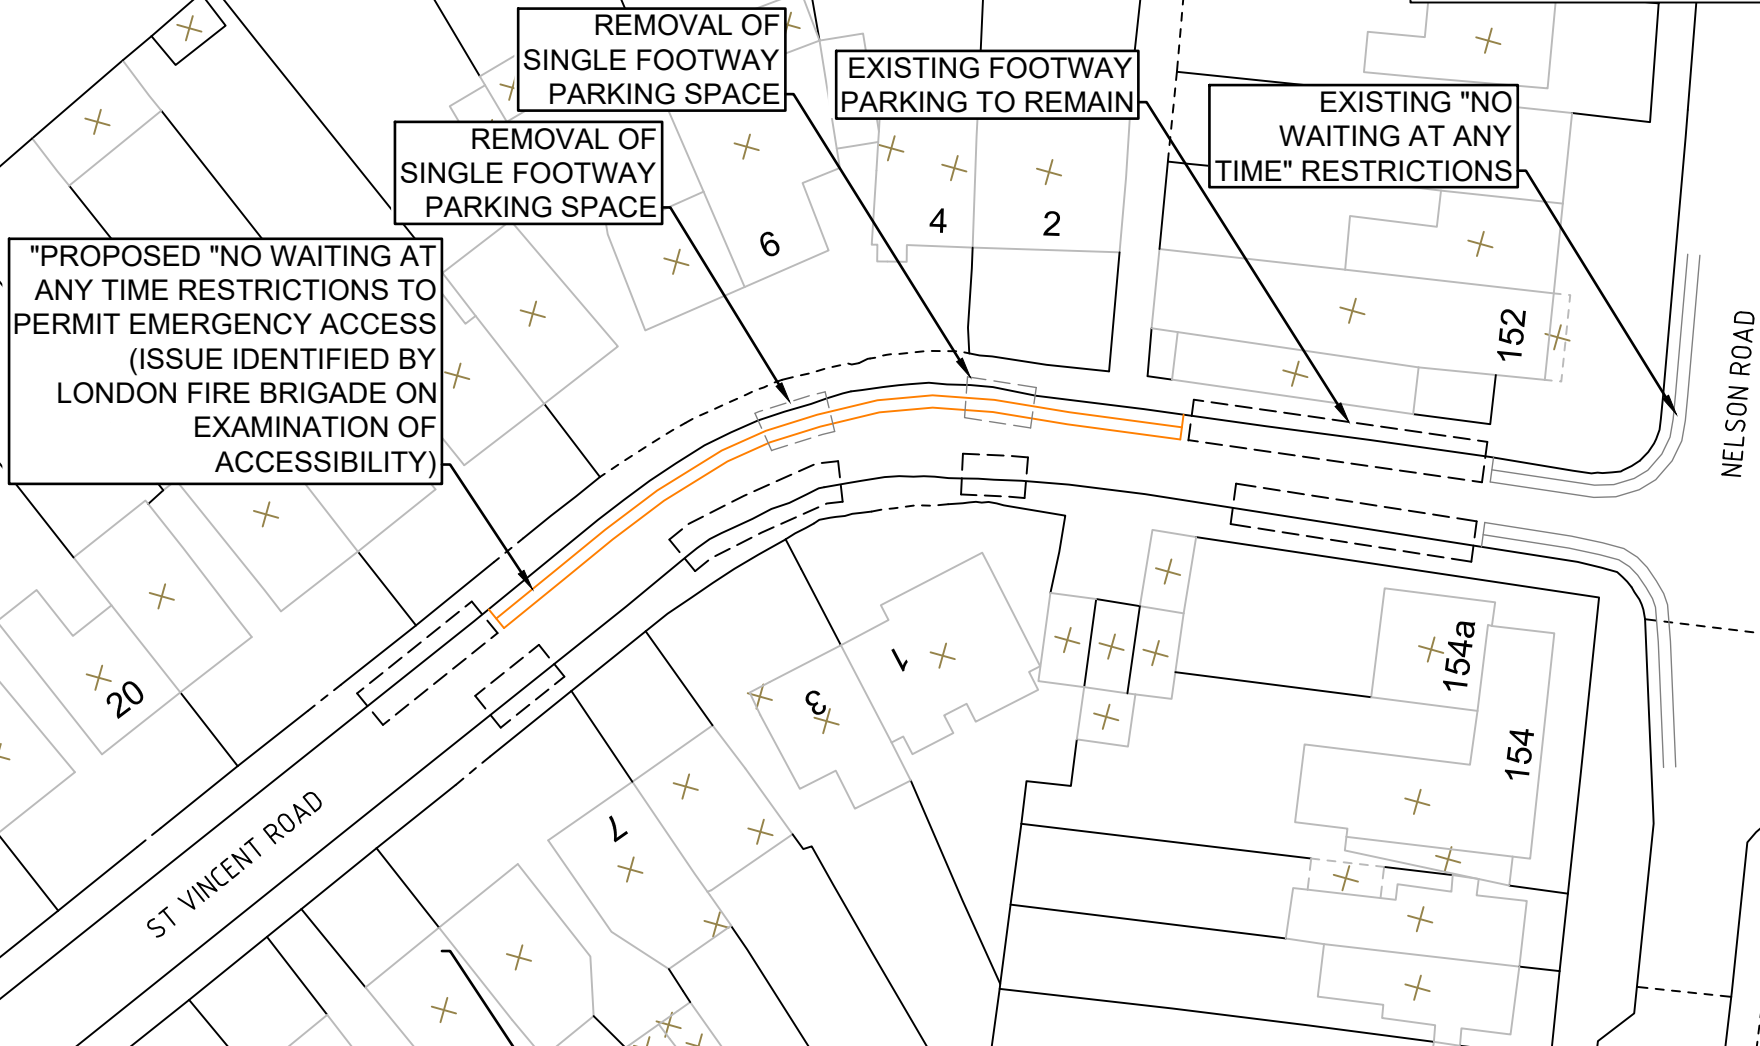 REMOVAL OF
SINGLE FOOTWAY
PARKING SPACE
EXISTING FOOTWAY
PARKING TO REMAIN
EXISTING "NO
WAITING AT ANY
TIME" RESTRICTIONS
REMOVAL OF
SINGLE FOOTWAY
PARKING SPACE
"PROPOSED "NO WAITING AT
ANY TIME RESTRICTIONS TO
PERMIT EMERGENCY ACCESS
(ISSUE IDENTIFIED BY
LONDON FIRE BRIGADE ON
EXAMINATION OF
ACCESSIBILITY)
6
4
2
152
NELSON ROAD
20
1
3
154a
154
7
ST VINCENT ROAD